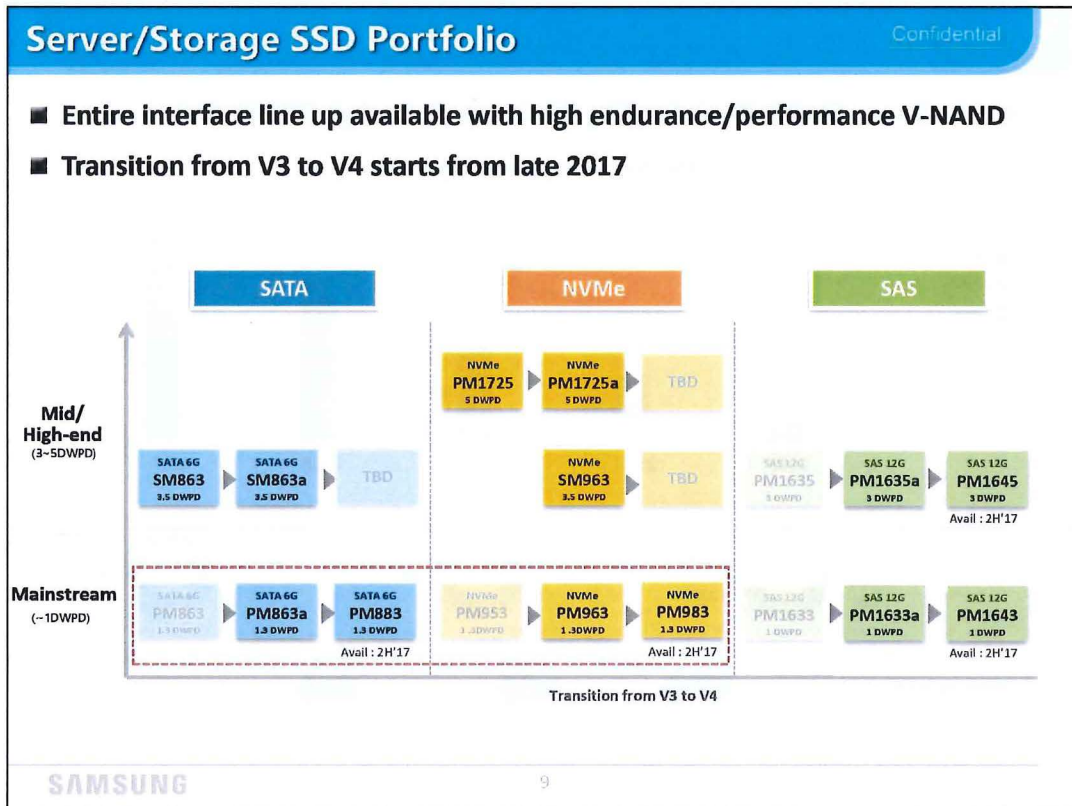 Server/Storage SSD Portfolio
Confidential
■ Entire interface line up available with high endurance/performance V-NAND
■ Transition from V3 to V4 starts from late 2017
SATA
NVMe
SAS
Mid/
High-end
(3~5DWPD)
NVMe
PM1725
5 DWPD
NVMe
PM1725a
5 DWPD
TBD
SATA 6G
SM863
3.5 DWPD
SATA 6G
SM863a
3.5 DWPD
TBD
NVMe
SM963
3.5 DWPD
TBD
SAS 12G
PM1635
3 DWPD
SAS 12G
PM1635a
3 DWPD
SAS 12G
PM1645
3 DWPD
Avail : 2H'17
Mainstream
(~1DWPD)
SATA 6G
PM863
1.3 DWPD
SATA 6G
PM863a
1.3 DWPD
SATA 6G
PM883
1.3 DWPD
Avail : 2H'17
NVMe
PM953
1.3DWPD
NVMe
PM963
1.3DWPD
NVMe
PM983
1.3 DWPD
Avail : 2H'17
SAS 12G
PM1633
1 DWPD
SAS 12G
PM1633a
1 DWPD
SAS 12G
PM1643
1 DWPD
Avail : 2H'17
Transition from V3 to V4
SAMSUNG
9